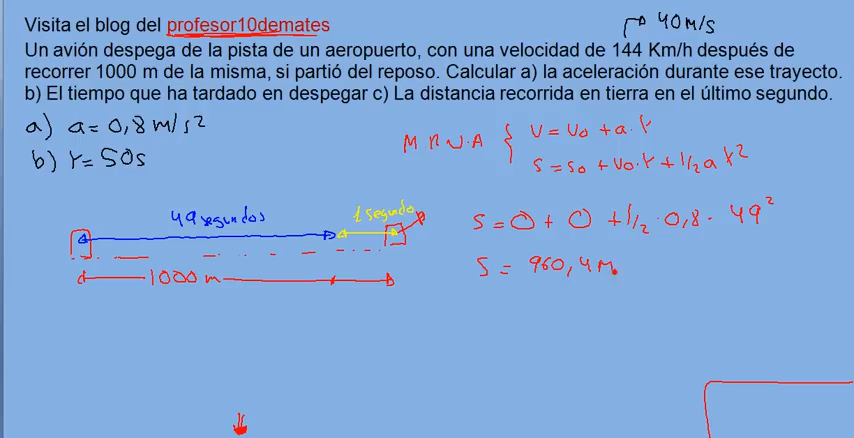 Visita el blog del profesor10demates
40 M/S
Un avión despega de la pista de un aeropuerto, con una velocidad de 144 Km/h después de
recorrer 1000 m de la misma, si partió del reposo. Calcular a) la aceleración durante ese trayecto.
b) El tiempo que ha tardado en despegar c) La distancia recorrida en tierra en el último segundo.
a) a = 0,8 m/s²
b) t = 50s
M R U.A { V = V₀ + a·t
S = S₀ + V₀·t + 1/2 a t²
49 segundos
1 segundo
1000 m
S = 0 + 0 + 1/2 · 0,8 · 49²
S = 960,4 M